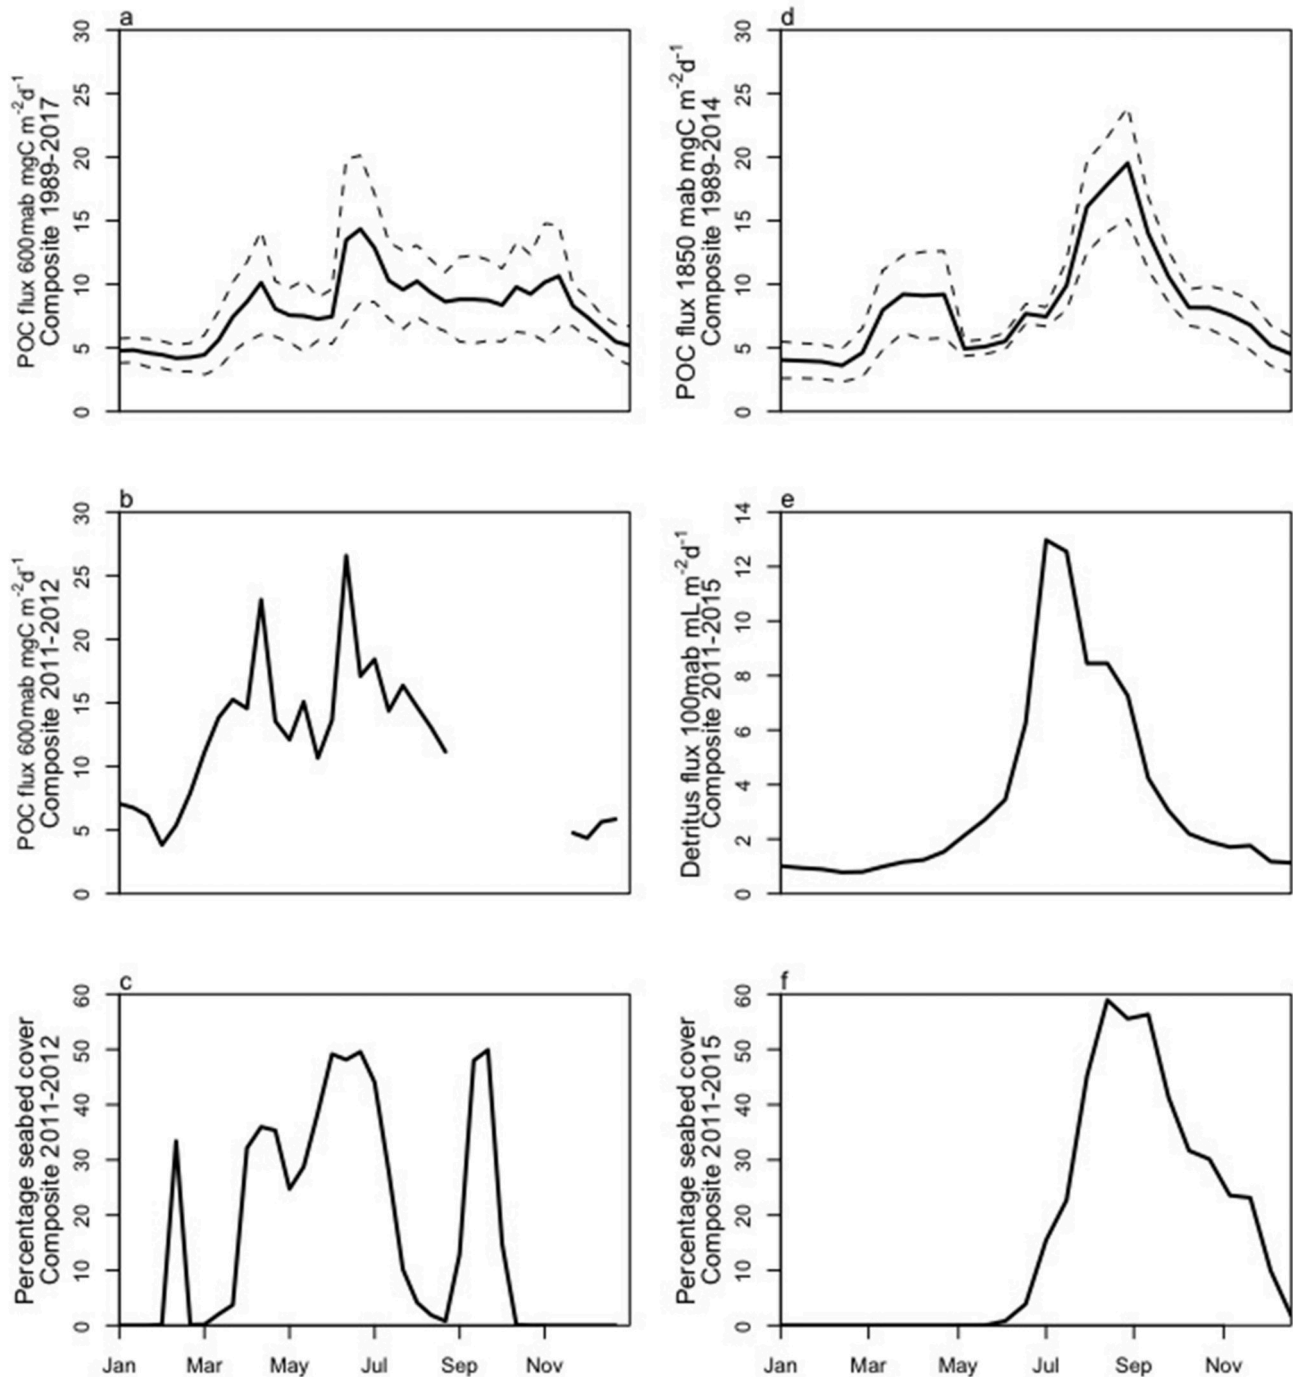 a
30
25
20
15
10
5
0
POC flux 600mab mgC m⁻²d⁻¹
Composite 1989-2017
d
30
25
20
15
10
5
0
POC flux 1850 mab mgC m⁻²d⁻¹
Composite 1989-2014
b
30
25
20
15
10
5
0
POC flux 600mab mgC m⁻²d⁻¹
Composite 2011-2012
e
14
12
10
8
6
4
2
0
Detritus flux 100mab mL m⁻²d⁻¹
Composite 2011-2015
c
60
50
40
30
20
10
0
Percentage seabed cover
Composite 2011-2012
Jan Mar May Jul Sep Nov
f
60
50
40
30
20
10
0
Percentage seabed cover
Composite 2011-2015
Jan Mar May Jul Sep Nov